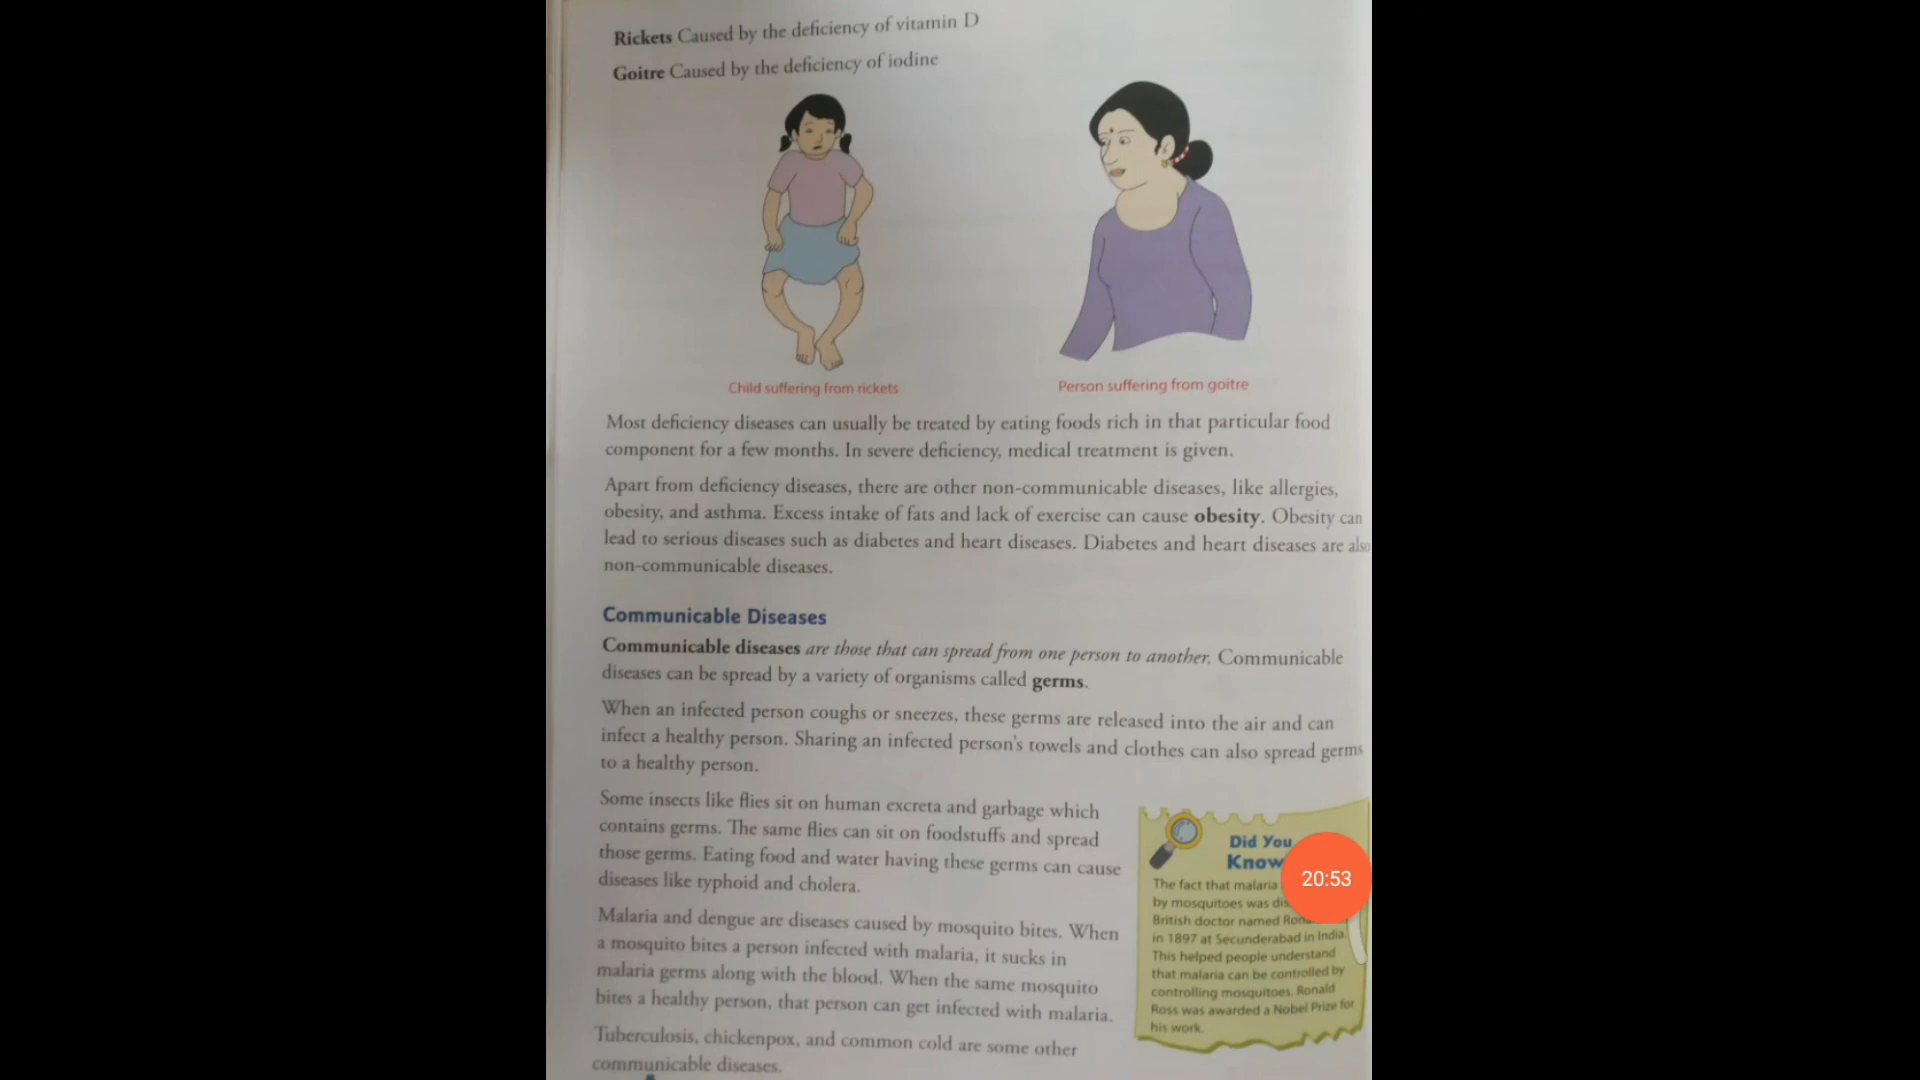 Rickets Caused by the deficiency of vitamin D
Goitre Caused by the deficiency of iodine
Child suffering from rickets
Person suffering from goitre
Most deficiency diseases can usually be treated by eating foods rich in that particular food
component for a few months. In severe deficiency, medical treatment is given.
Apart from deficiency diseases, there are other non-communicable diseases, like allergies,
obesity, and asthma. Excess intake of fats and lack of exercise can cause obesity. Obesity can
lead to serious diseases such as diabetes and heart diseases. Diabetes and heart diseases are also
non-communicable diseases.
Communicable Diseases
Communicable diseases are those that can spread from one person to another. Communicable
diseases can be spread by a variety of organisms called germs.
When an infected person coughs or sneezes, these germs are released into the air and can
infect a healthy person. Sharing an infected person's towels and clothes can also spread germs
to a healthy person.
Some insects like flies sit on human excreta and garbage which
contains germs. The same flies can sit on foodstuffs and spread
those germs. Eating food and water having these germs can cause
diseases like typhoid and cholera.
Malaria and dengue are diseases caused by mosquito bites. When
a mosquito bites a person infected with malaria, it sucks in
malaria germs along with the blood. When the same mosquito
bites a healthy person, that person can get infected with malaria.
Tuberculosis, chickenpox, and common cold are some other
communicable diseases.
Did You
Know
20:53
The fact that malaria
by mosquitoes was
British doctor named
in 1897 at Secunderabad in India.
This helped people understand
that malaria can be controlled by
controlling mosquitoes. Ronald
Ross was awarded a Nobel Prize for
his work.